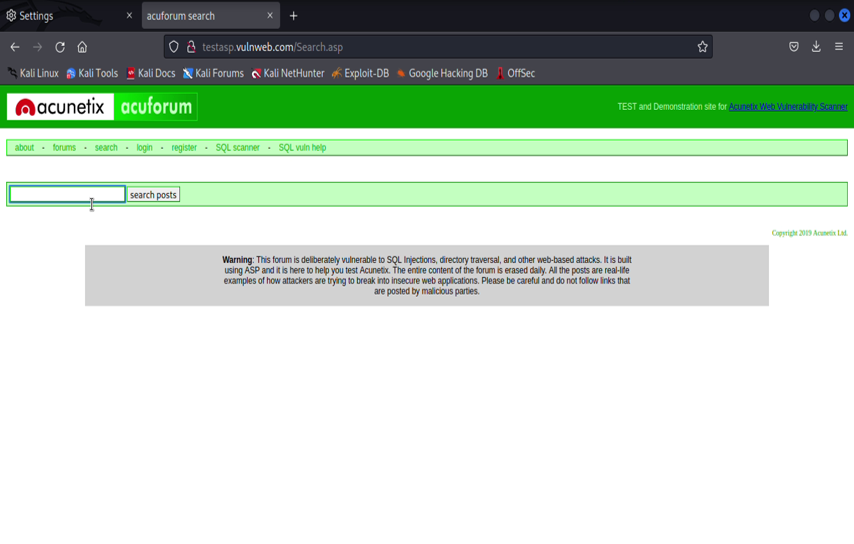 Settings
acuforum search
testasp.vulnweb.com/Search.asp
Kali Linux Kali Tools Kali Docs Kali Forums Kali NetHunter Exploit-DB Google Hacking DB OffSec
acunetix acuforum
TEST and Demonstration site for Acunetix Web Vulnerability Scanner
about - forums - search - login - register - SQL scanner - SQL vuln help
search posts
Copyright 2019 Acunetix Ltd.
Warning: This forum is deliberately vulnerable to SQL Injections, directory traversal, and other web-based attacks. It is built
using ASP and it is here to help you test Acunetix. The entire content of the forum is erased daily. All the posts are real-life
examples of how attackers are trying to break into insecure web applications. Please be careful and do not follow links that
are posted by malicious parties.